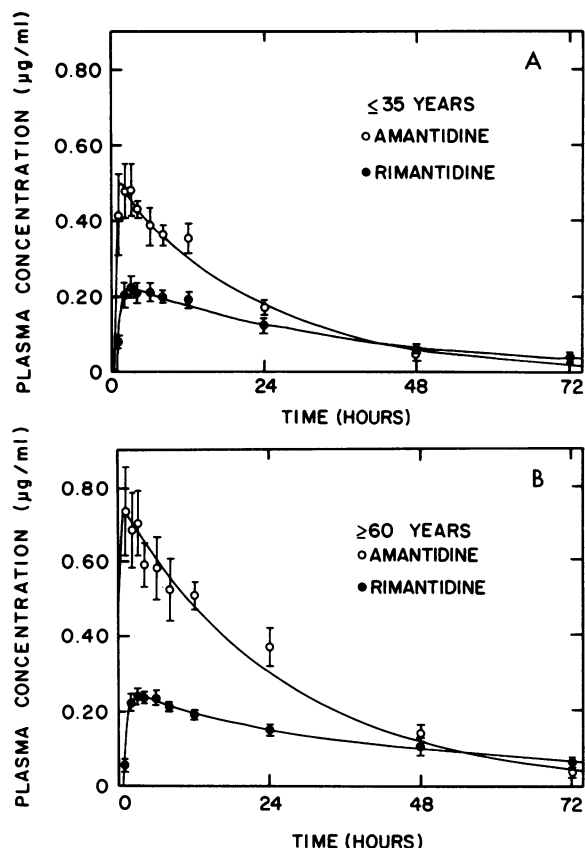 A
PLASMA CONCENTRATION (µg/ml)
0.80
0.60
0.40
0.20
0
≤35 YEARS
○ AMANTIDINE
● RIMANTIDINE
0
24
48
72
TIME (HOURS)
B
PLASMA CONCENTRATION (µg/ml)
0.80
0.60
0.40
0.20
0
≥60 YEARS
○ AMANTIDINE
● RIMANTIDINE
0
24
48
72
TIME (HOURS)